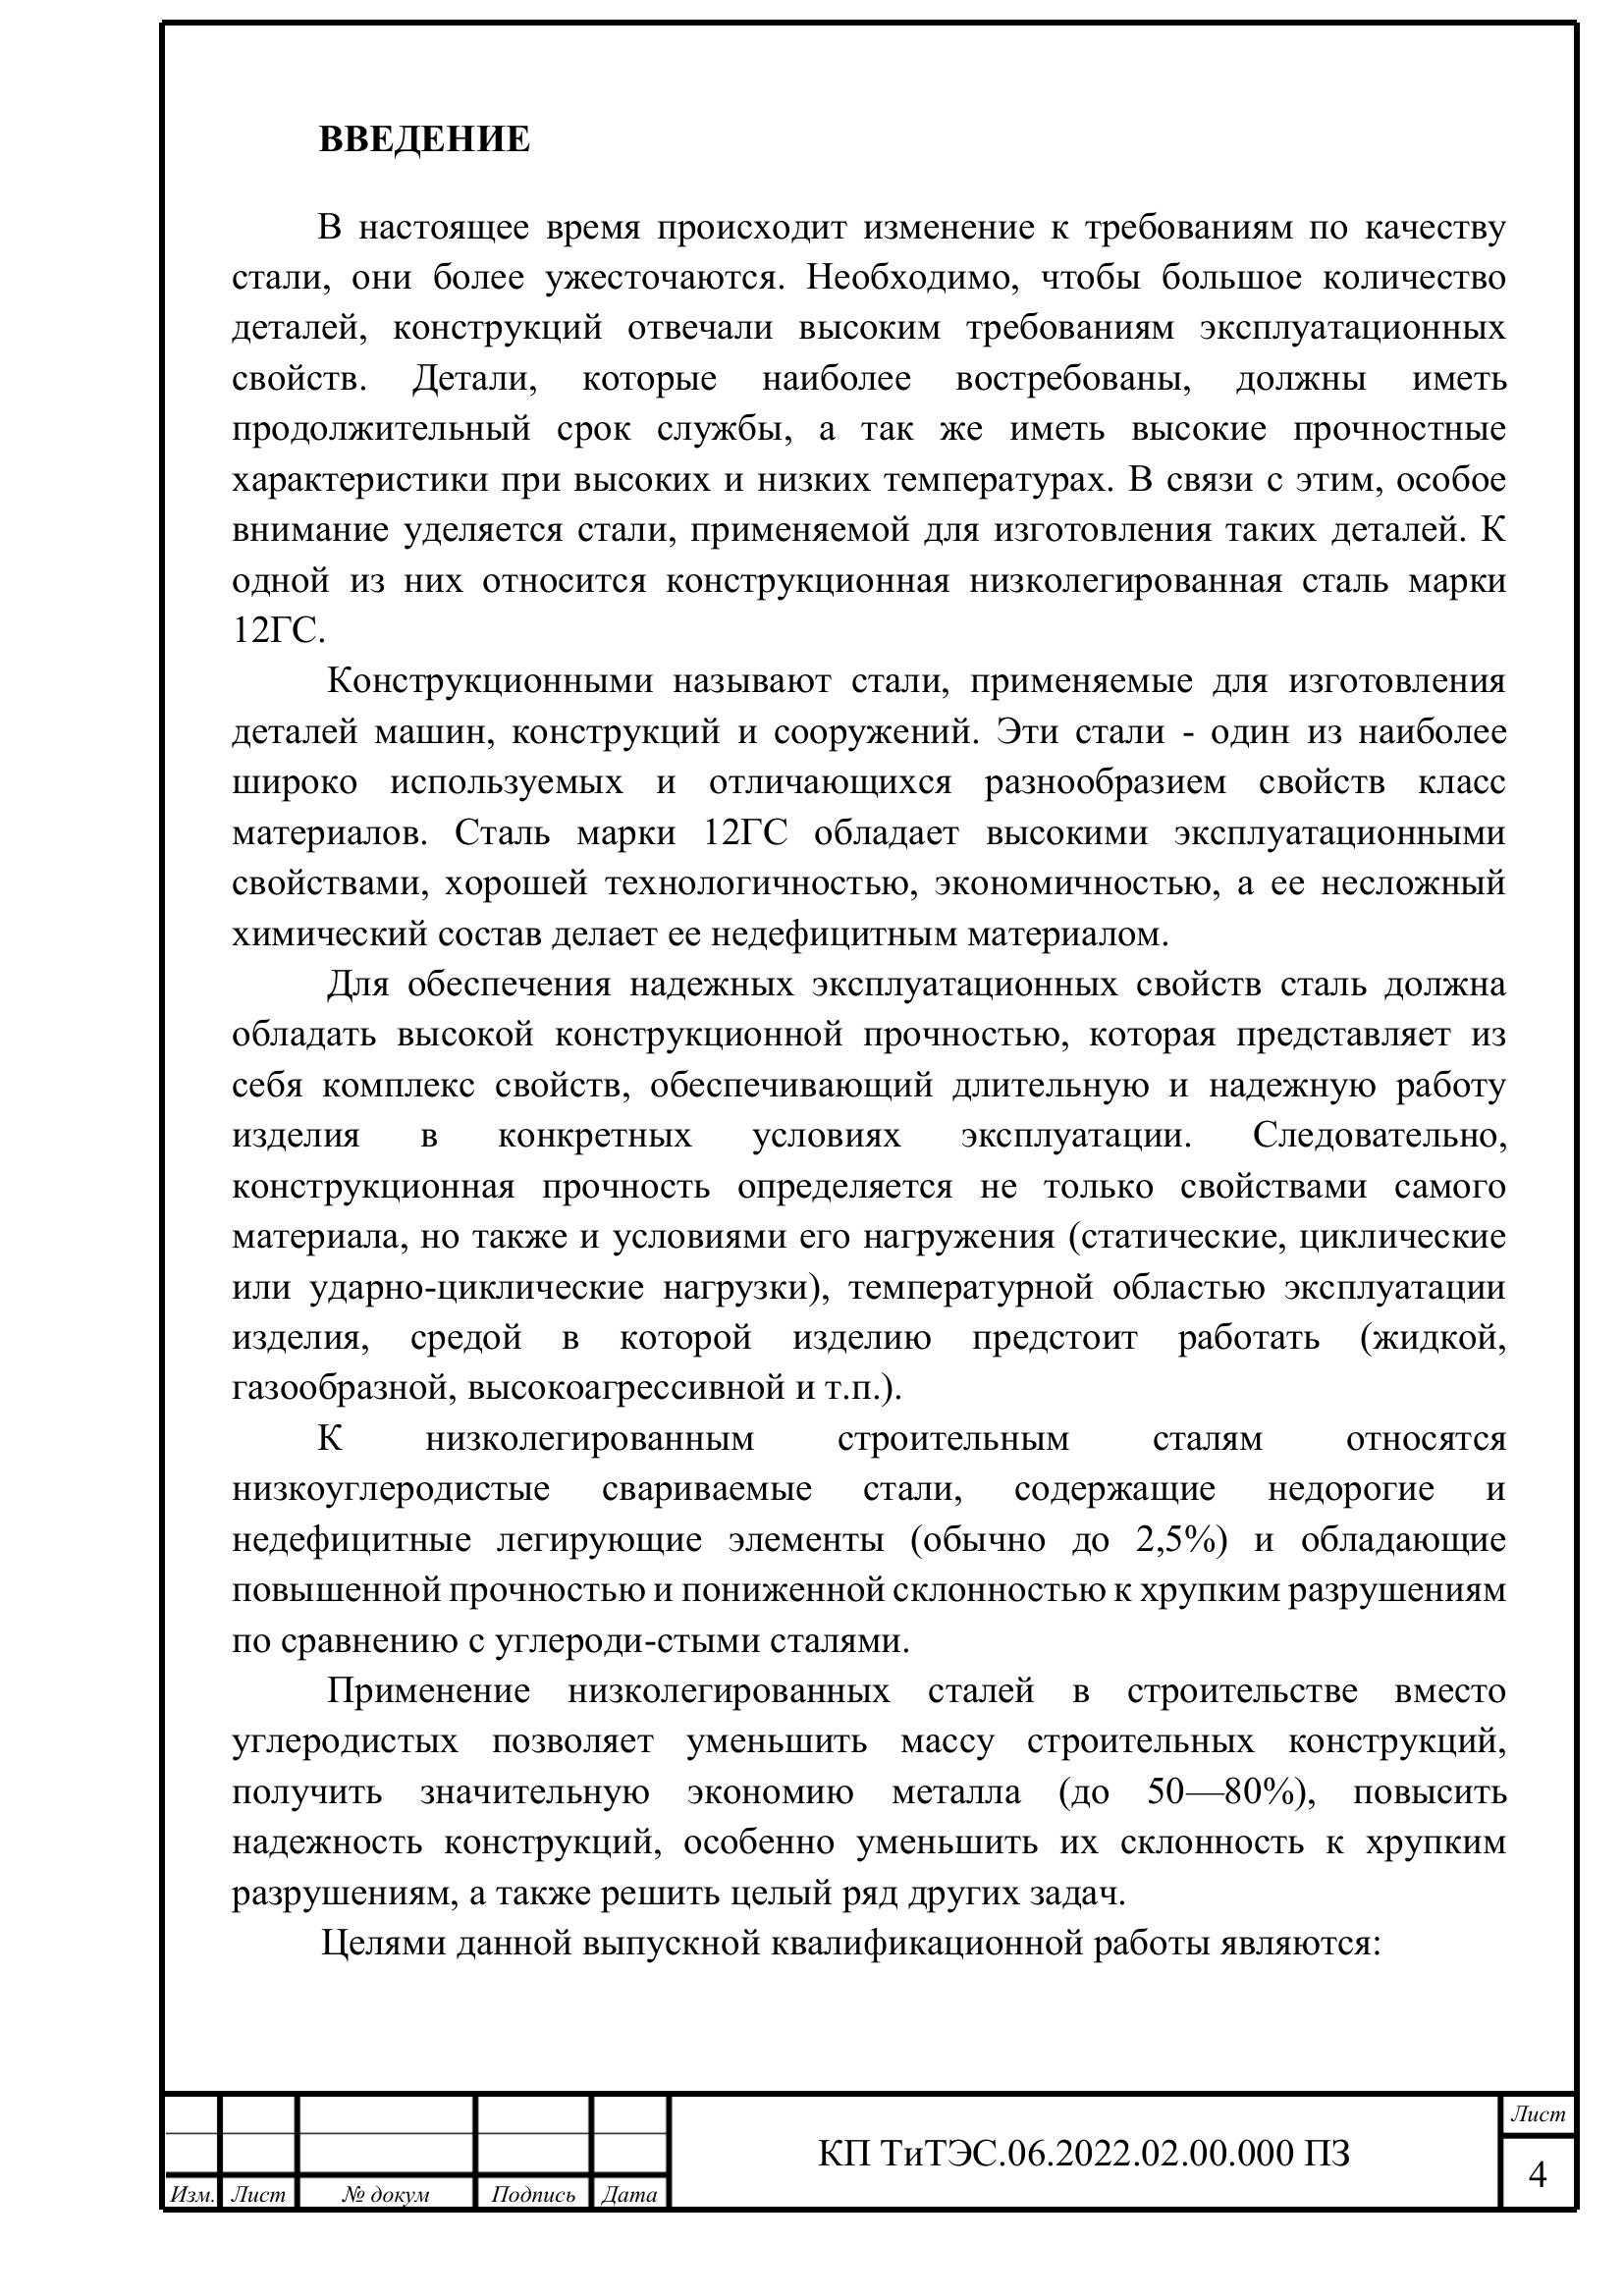 ВВЕДЕНИЕ
В настоящее время происходит изменение к требованиям по качеству
стали, они более ужесточаются. Необходимо, чтобы большое количество
деталей, конструкций отвечали высоким требованиям эксплуатационных
свойств. Детали, которые наиболее востребованы, должны иметь
продолжительный срок службы, а так же иметь высокие прочностные
характеристики при высоких и низких температурах. В связи с этим, особое
внимание уделяется стали, применяемой для изготовления таких деталей. К
одной из них относится конструкционная низколегированная сталь марки
12ГС.
Конструкционными называют стали, применяемые для изготовления
деталей машин, конструкций и сооружений. Эти стали - один из наиболее
широко используемых и отличающихся разнообразием свойств класс
материалов. Сталь марки 12ГС обладает высокими эксплуатационными
свойствами, хорошей технологичностью, экономичностью, а ее несложный
химический состав делает ее недефицитным материалом.
Для обеспечения надежных эксплуатационных свойств сталь должна
обладать высокой конструкционной прочностью, которая представляет из
себя комплекс свойств, обеспечивающий длительную и надежную работу
изделия в конкретных условиях эксплуатации. Следовательно,
конструкционная прочность определяется не только свойствами самого
материала, но также и условиями его нагружения (статические, циклические
или ударно-циклические нагрузки), температурной областью эксплуатации
изделия, средой в которой изделию предстоит работать (жидкой,
газообразной, высокоагрессивной и т.п.).
К низколегированным строительным сталям относятся
низкоуглеродистые свариваемые стали, содержащие недорогие и
недефицитные легирующие элементы (обычно до 2,5%) и обладающие
повышенной прочностью и пониженной склонностью к хрупким разрушениям
по сравнению с углероди-стыми сталями.
Применение низколегированных сталей в строительстве вместо
углеродистых позволяет уменьшить массу строительных конструкций,
получить значительную экономию металла (до 50—80%), повысить
надежность конструкций, особенно уменьшить их склонность к хрупким
разрушениям, а также решить целый ряд других задач.
Целями данной выпускной квалификационной работы являются:
Изм. Лист № докум Подпись Дата
КП ТиТЭС.06.2022.02.00.000 ПЗ
Лист
4